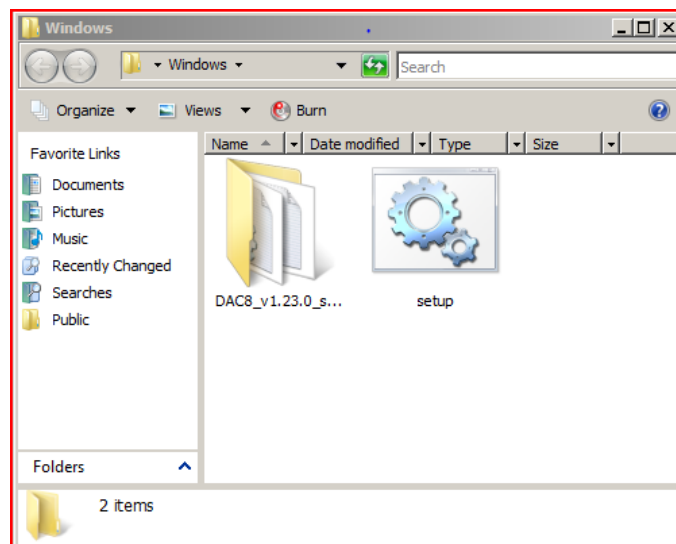 Windows
Windows
Search
Organize Views Burn
Favorite Links
Name Date modified Type Size
Documents
Pictures
Music
Recently Changed
Searches
Public
DAC8_v1.23.0_s... setup
Folders
2 items